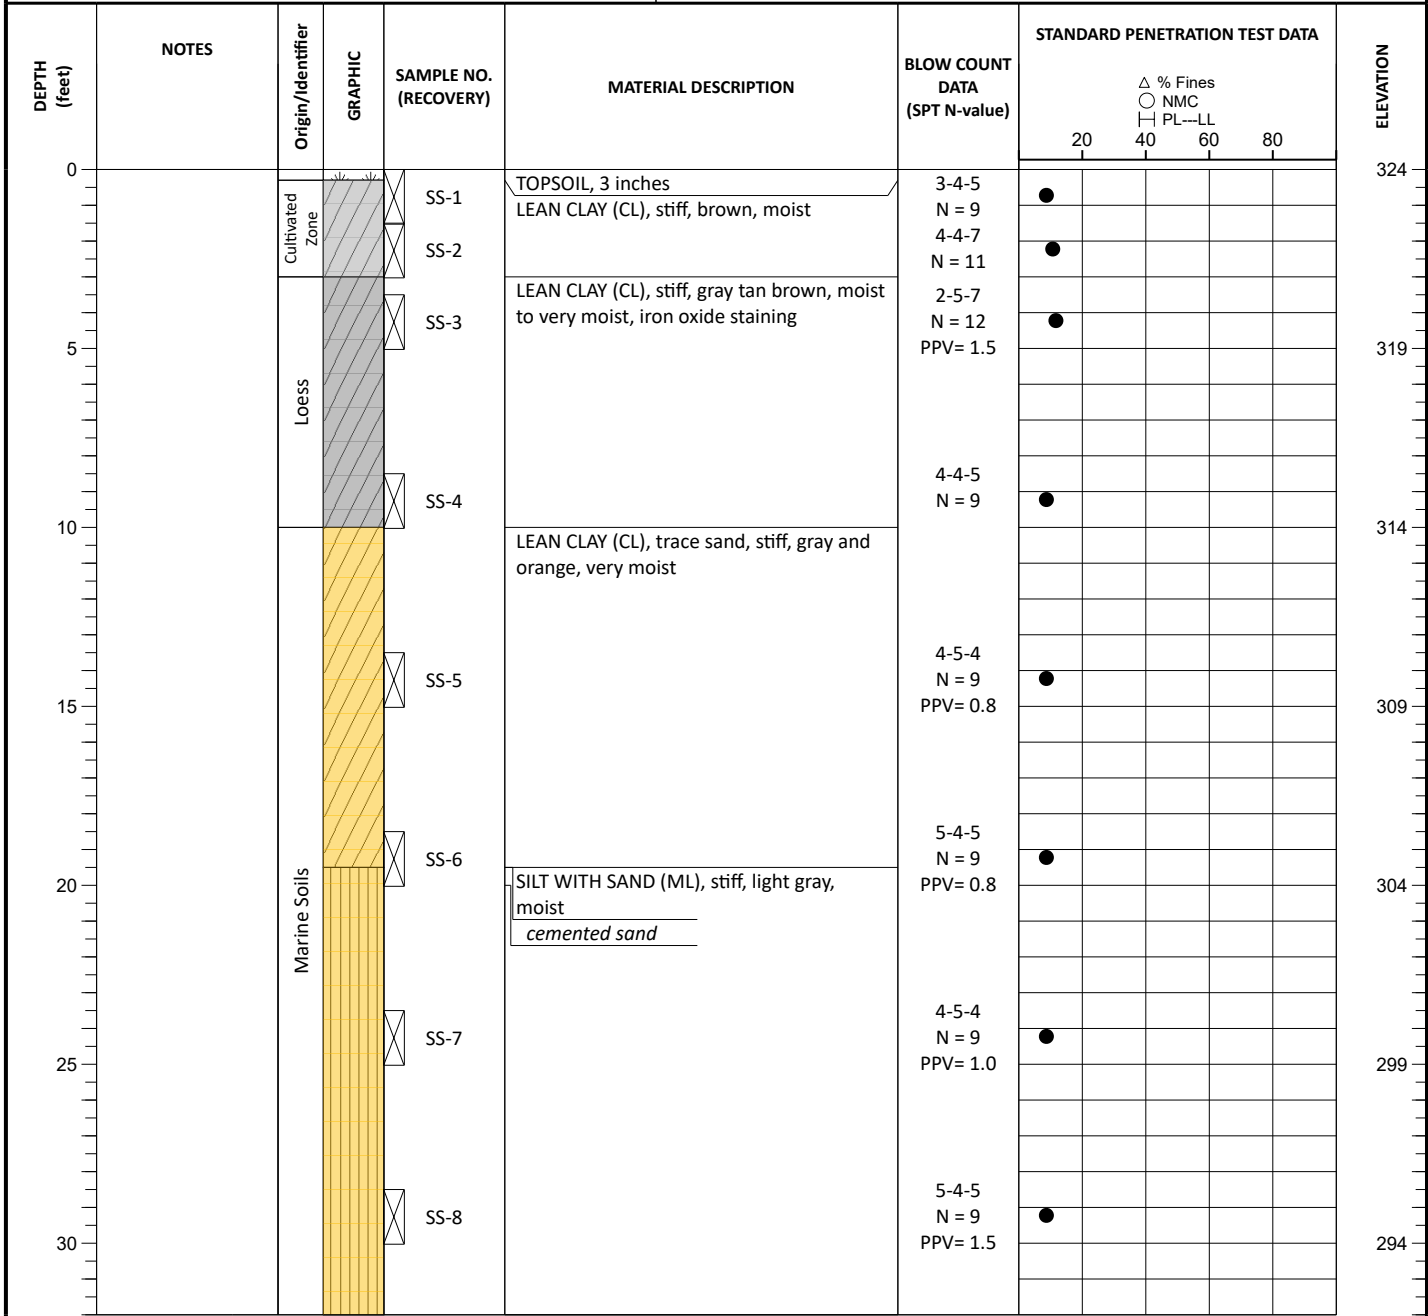 DEPTH
(feet)
NOTES
Origin/Identifier
GRAPHIC
SAMPLE NO.
(RECOVERY)
MATERIAL DESCRIPTION
BLOW COUNT
DATA
(SPT N-value)
STANDARD PENETRATION TEST DATA
△ % Fines
○ NMC
PL---LL
20 40 60 80
ELEVATION
0
324
Cultivated
Zone
SS-1
TOPSOIL, 3 inches
LEAN CLAY (CL), stiff, brown, moist
3-4-5
N = 9
SS-2
4-4-7
N = 11
Loess
SS-3
LEAN CLAY (CL), stiff, gray tan brown, moist
to very moist, iron oxide staining
2-5-7
N = 12
PPV= 1.5
5
319
SS-4
4-4-5
N = 9
10
314
Marine Soils
LEAN CLAY (CL), trace sand, stiff, gray and
orange, very moist
SS-5
4-5-4
N = 9
PPV= 0.8
15
309
SS-6
5-4-5
N = 9
PPV= 0.8
20
304
SILT WITH SAND (ML), stiff, light gray,
moist
cemented sand
SS-7
4-5-4
N = 9
PPV= 1.0
25
299
SS-8
5-4-5
N = 9
PPV= 1.5
30
294